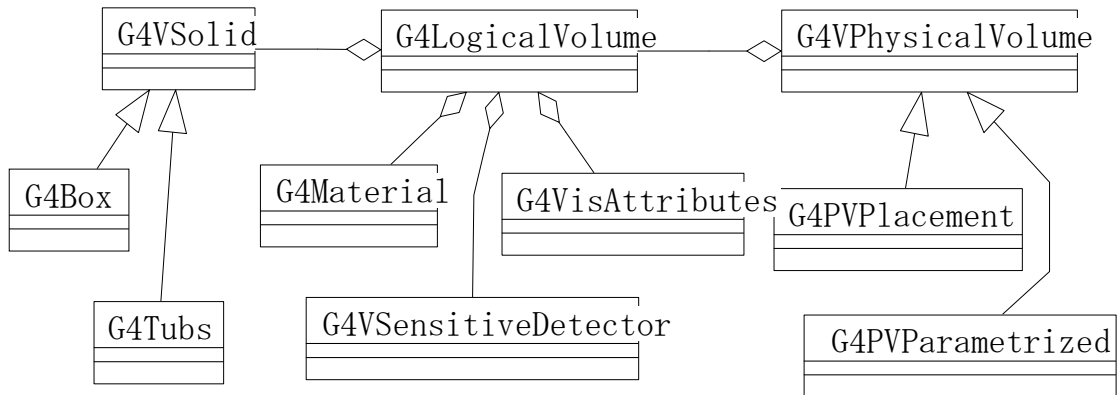 G4VSolid
G4LogicalVolume
G4VPhysicalVolume
G4Box
G4Material
G4VisAttributes
G4PVPlacement
G4Tubs
G4VSensitiveDetector
G4PVParametrized